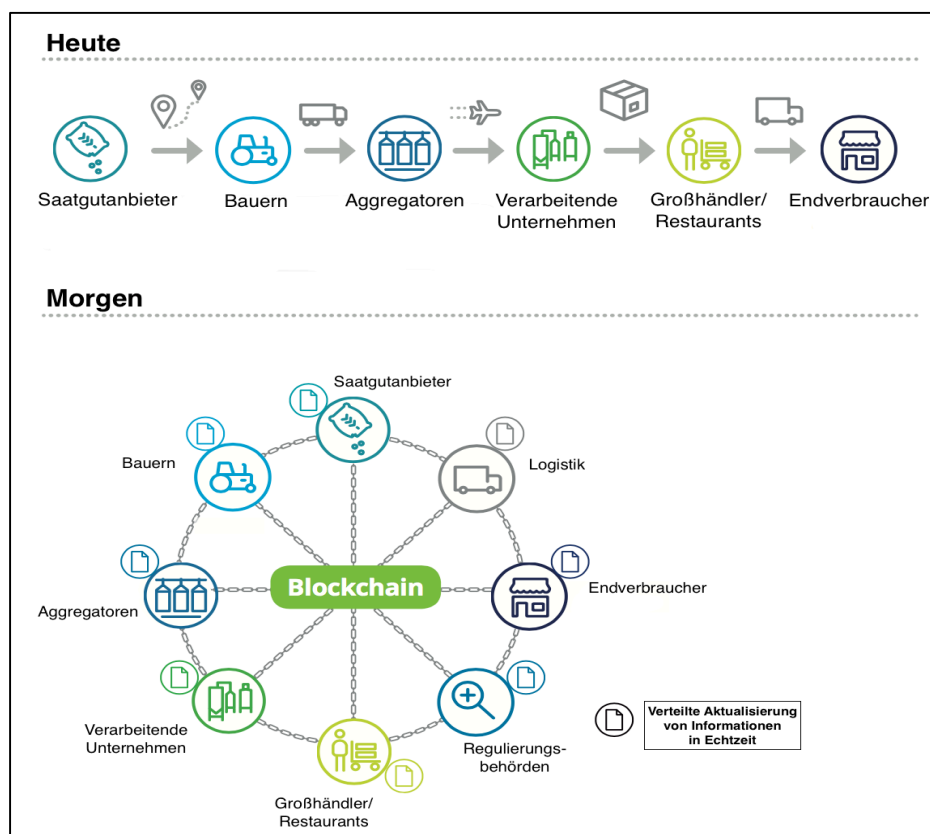 Heute
Saatgutanbieter
Bauern
Aggregatoren
Verarbeitende
Unternehmen
Großhändler/
Restaurants
Endverbraucher
Morgen
Saatgutanbieter
Bauern
Logistik
Aggregatoren
Blockchain
Endverbraucher
Verarbeitende
Unternehmen
Regulierungs-
behörden
Großhändler/
Restaurants
Verteilte Aktualisierung
von Informationen
in Echtzeit